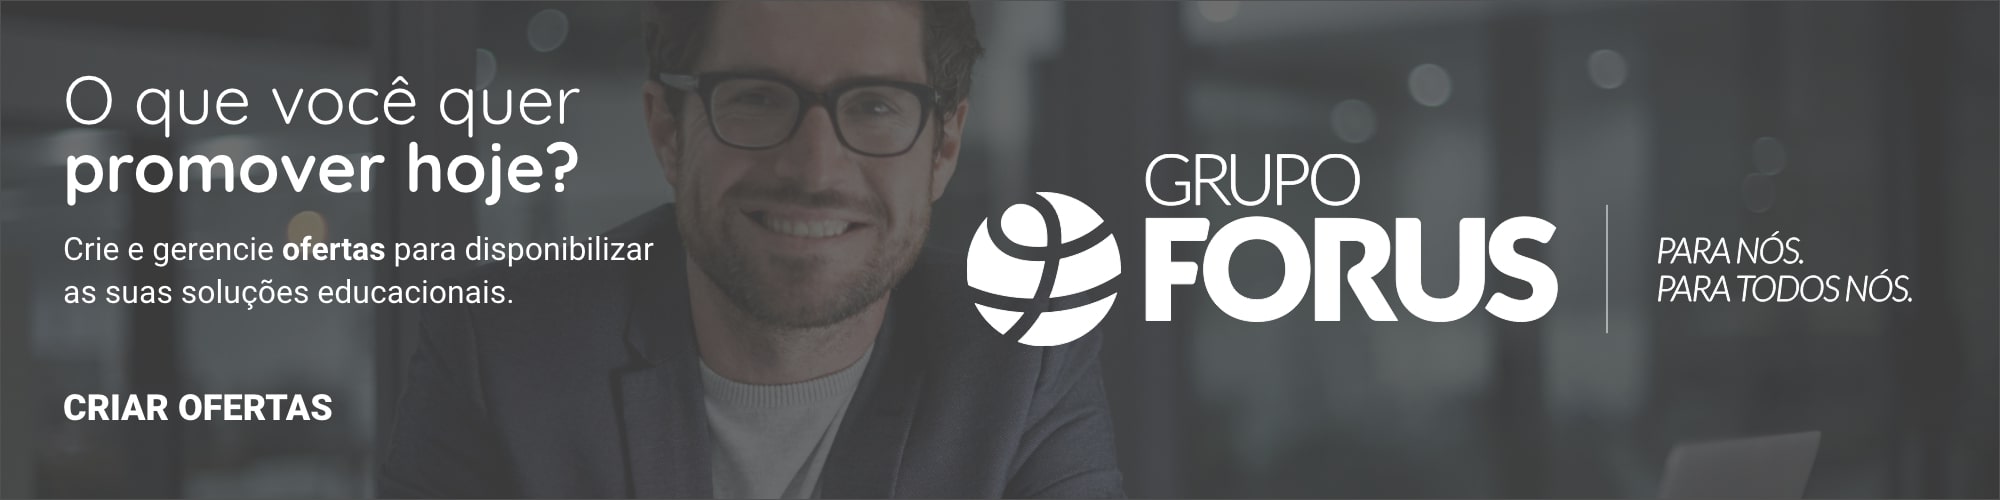 O que você quer
promover hoje?
Crie e gerencie ofertas para disponibilizar
as suas soluções educacionais.
CRIAR OFERTAS
GRUPO
FORUS
PARA NÓS.
PARA TODOS NÓS.